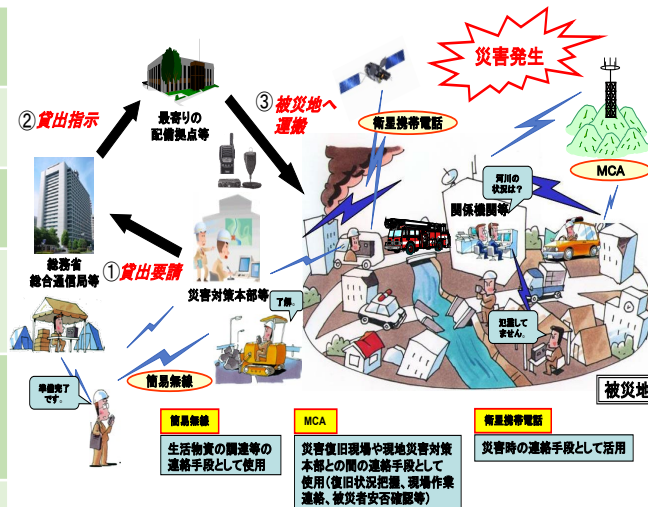 災害発生
②貸出指示
最寄りの
配備拠点等
③被災地へ
運搬
衛星携帯電話
MCA
河川の
状況は？
関係機関等
総務省
総合通信局等
①貸出要請
災害対策本部等
了解。
氾濫して
ません。
準備完了
です。
簡易無線
被災地
簡易無線
生活物資の調達等の
連絡手段として使用
MCA
災害復旧現場や現地災害対策
本部との間の連絡手段として
使用（復旧状況把握、現場作業
連絡、被災者安否確認等）
衛星携帯電話
災害時の連絡手段として活用